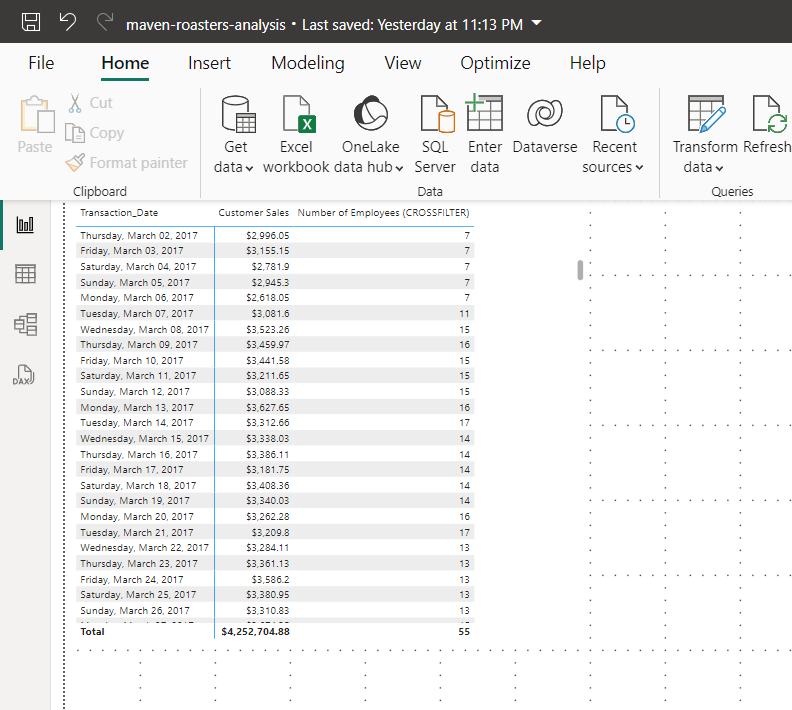 maven-roasters-analysis • Last saved: Yesterday at 11:13 PM
File Home Insert Modeling View Optimize Help
Paste
Cut
Copy
Format painter
Clipboard
Get data
Excel workbook
OneLake data hub
SQL Server
Enter data
Dataverse
Recent sources
Data
Transform data
Refresh
Queries
DAX
Transaction_Date Customer Sales Number of Employees (CROSSFILTER)
Thursday, March 02, 2017 $2,996.05 7
Friday, March 03, 2017 $3,155.15 7
Saturday, March 04, 2017 $2,781.9 7
Sunday, March 05, 2017 $2,945.3 7
Monday, March 06, 2017 $2,618.05 7
Tuesday, March 07, 2017 $3,081.6 11
Wednesday, March 08, 2017 $3,523.26 15
Thursday, March 09, 2017 $3,459.97 16
Friday, March 10, 2017 $3,441.58 15
Saturday, March 11, 2017 $3,211.65 15
Sunday, March 12, 2017 $3,088.33 15
Monday, March 13, 2017 $3,627.65 16
Tuesday, March 14, 2017 $3,312.66 17
Wednesday, March 15, 2017 $3,338.03 14
Thursday, March 16, 2017 $3,386.11 14
Friday, March 17, 2017 $3,181.75 14
Saturday, March 18, 2017 $3,408.36 14
Sunday, March 19, 2017 $3,340.03 14
Monday, March 20, 2017 $3,262.28 16
Tuesday, March 21, 2017 $3,209.8 17
Wednesday, March 22, 2017 $3,284.11 13
Thursday, March 23, 2017 $3,361.13 13
Friday, March 24, 2017 $3,586.2 13
Saturday, March 25, 2017 $3,380.95 13
Sunday, March 26, 2017 $3,310.83 13
Total $4,252,704.88 55